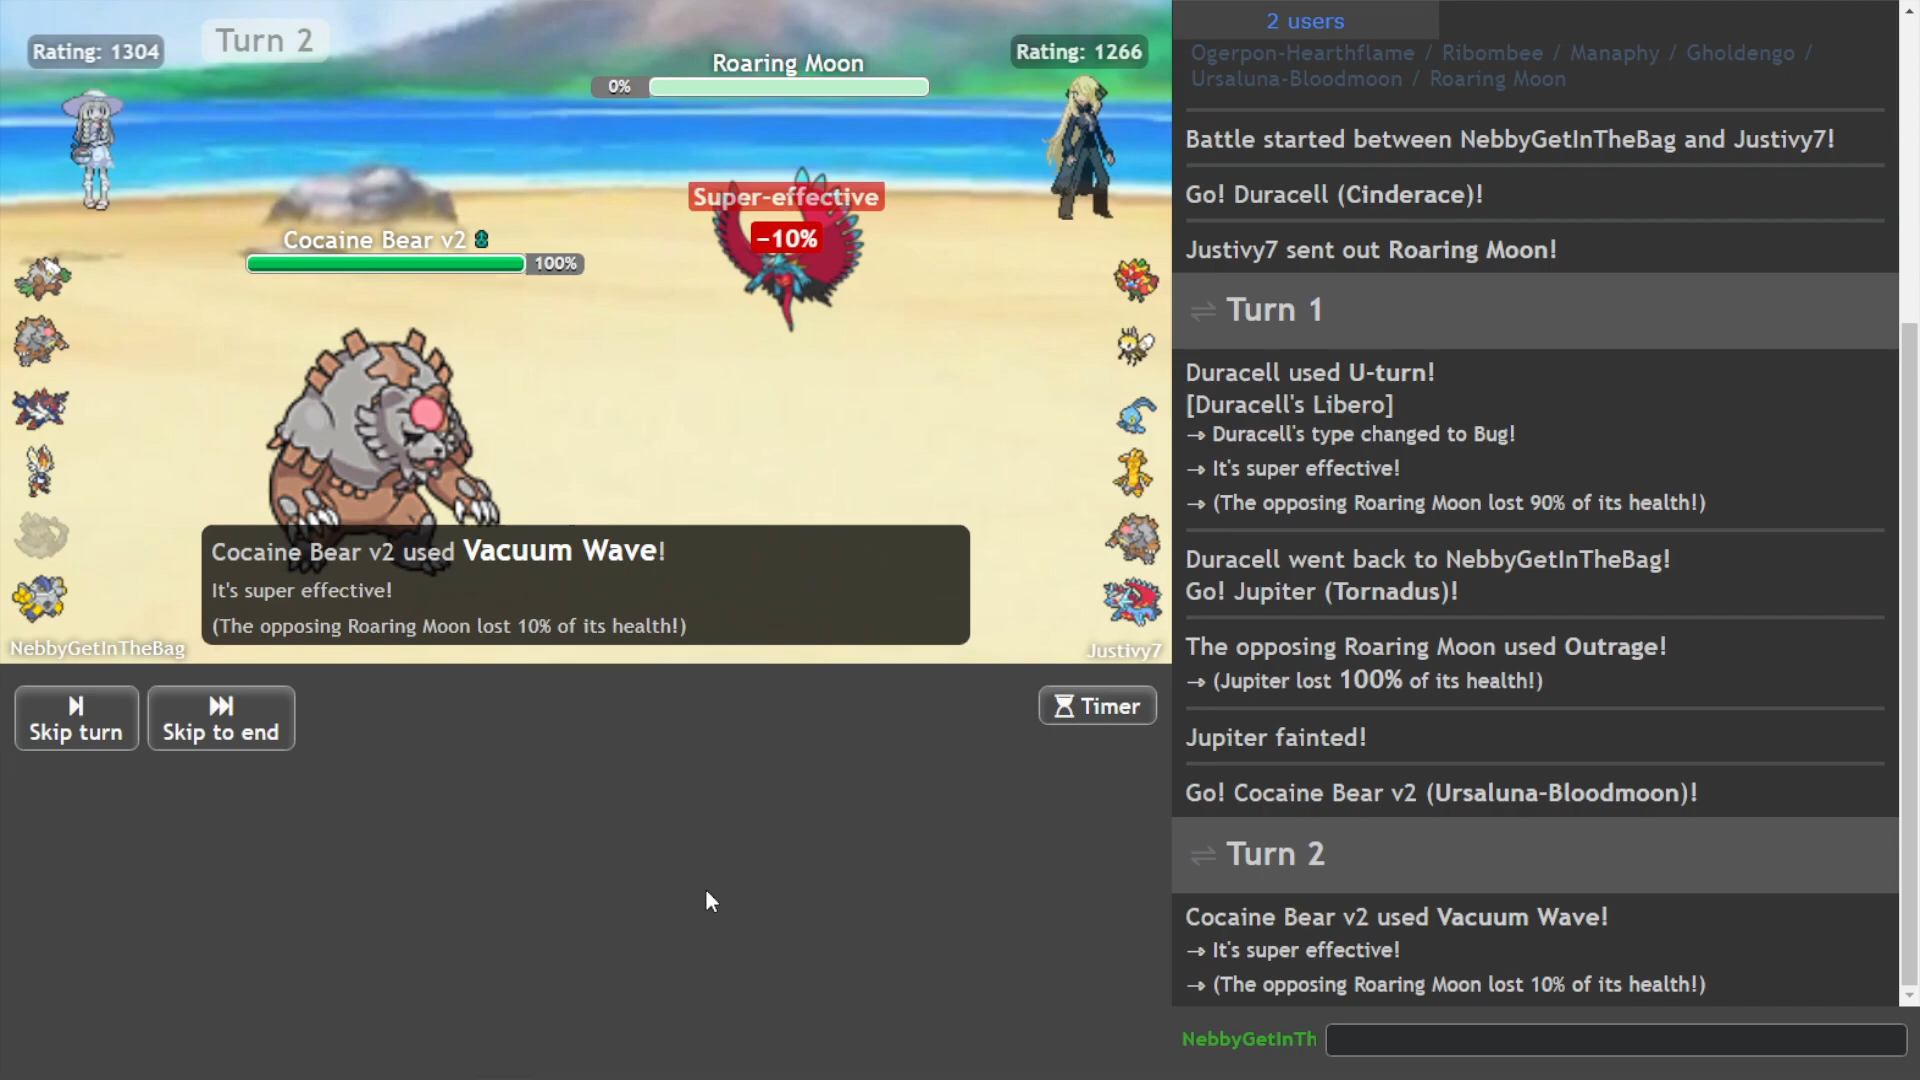 Rating: 1304
Turn 2
Roaring Moon
0%
Rating: 1266
Super-effective
−10%
Cocaine Bear v2
100%
Cocaine Bear v2 used Vacuum Wave!
It's super effective!
(The opposing Roaring Moon lost 10% of its health!)
NebbyGetInTheBag
Justivy7
Skip turn
Skip to end
Timer
2 users
Ogerpon-Hearthflame / Ribombee / Manaphy / Gholdengo /
Ursaluna-Bloodmoon / Roaring Moon
Battle started between NebbyGetInTheBag and Justivy7!
Go! Duracell (Cinderace)!
Justivy7 sent out Roaring Moon!
Turn 1
Duracell used U-turn!
[Duracell's Libero]
→ Duracell's type changed to Bug!
→ It's super effective!
→ (The opposing Roaring Moon lost 90% of its health!)
Duracell went back to NebbyGetInTheBag!
Go! Jupiter (Tornadus)!
The opposing Roaring Moon used Outrage!
→ (Jupiter lost 100% of its health!)
Jupiter fainted!
Go! Cocaine Bear v2 (Ursaluna-Bloodmoon)!
Turn 2
Cocaine Bear v2 used Vacuum Wave!
→ It's super effective!
→ (The opposing Roaring Moon lost 10% of its health!)
NebbyGetInTh